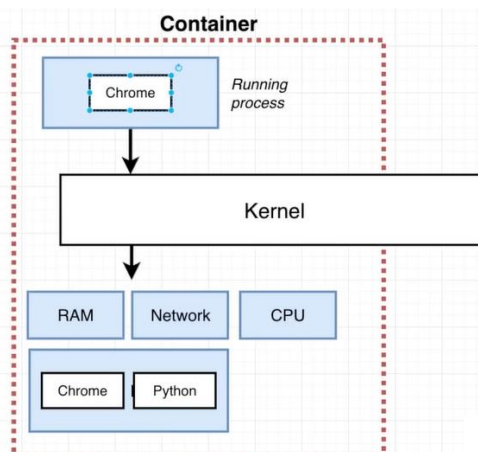 Container
Chrome
Running
process
Kernel
RAM
Network
CPU
Chrome
Python